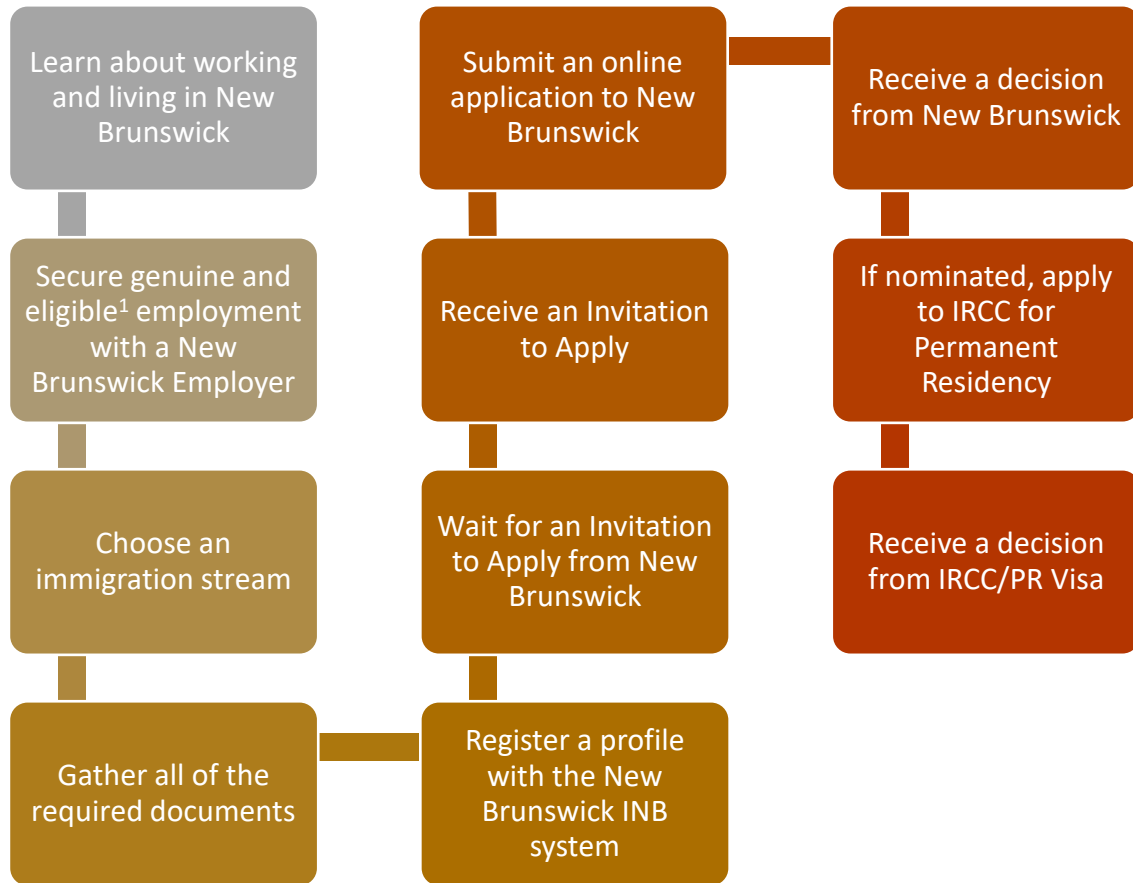 Learn about working
and living in New
Brunswick
Secure genuine and
eligible¹ employment
with a New
Brunswick Employer
Choose an
immigration stream
Gather all of the
required documents
Register a profile
with the New
Brunswick INB
system
Wait for an Invitation
to Apply from New
Brunswick
Receive an Invitation
to Apply
Submit an online
application to New
Brunswick
Receive a decision
from New Brunswick
If nominated, apply
to IRCC for
Permanent
Residency
Receive a decision
from IRCC/PR Visa